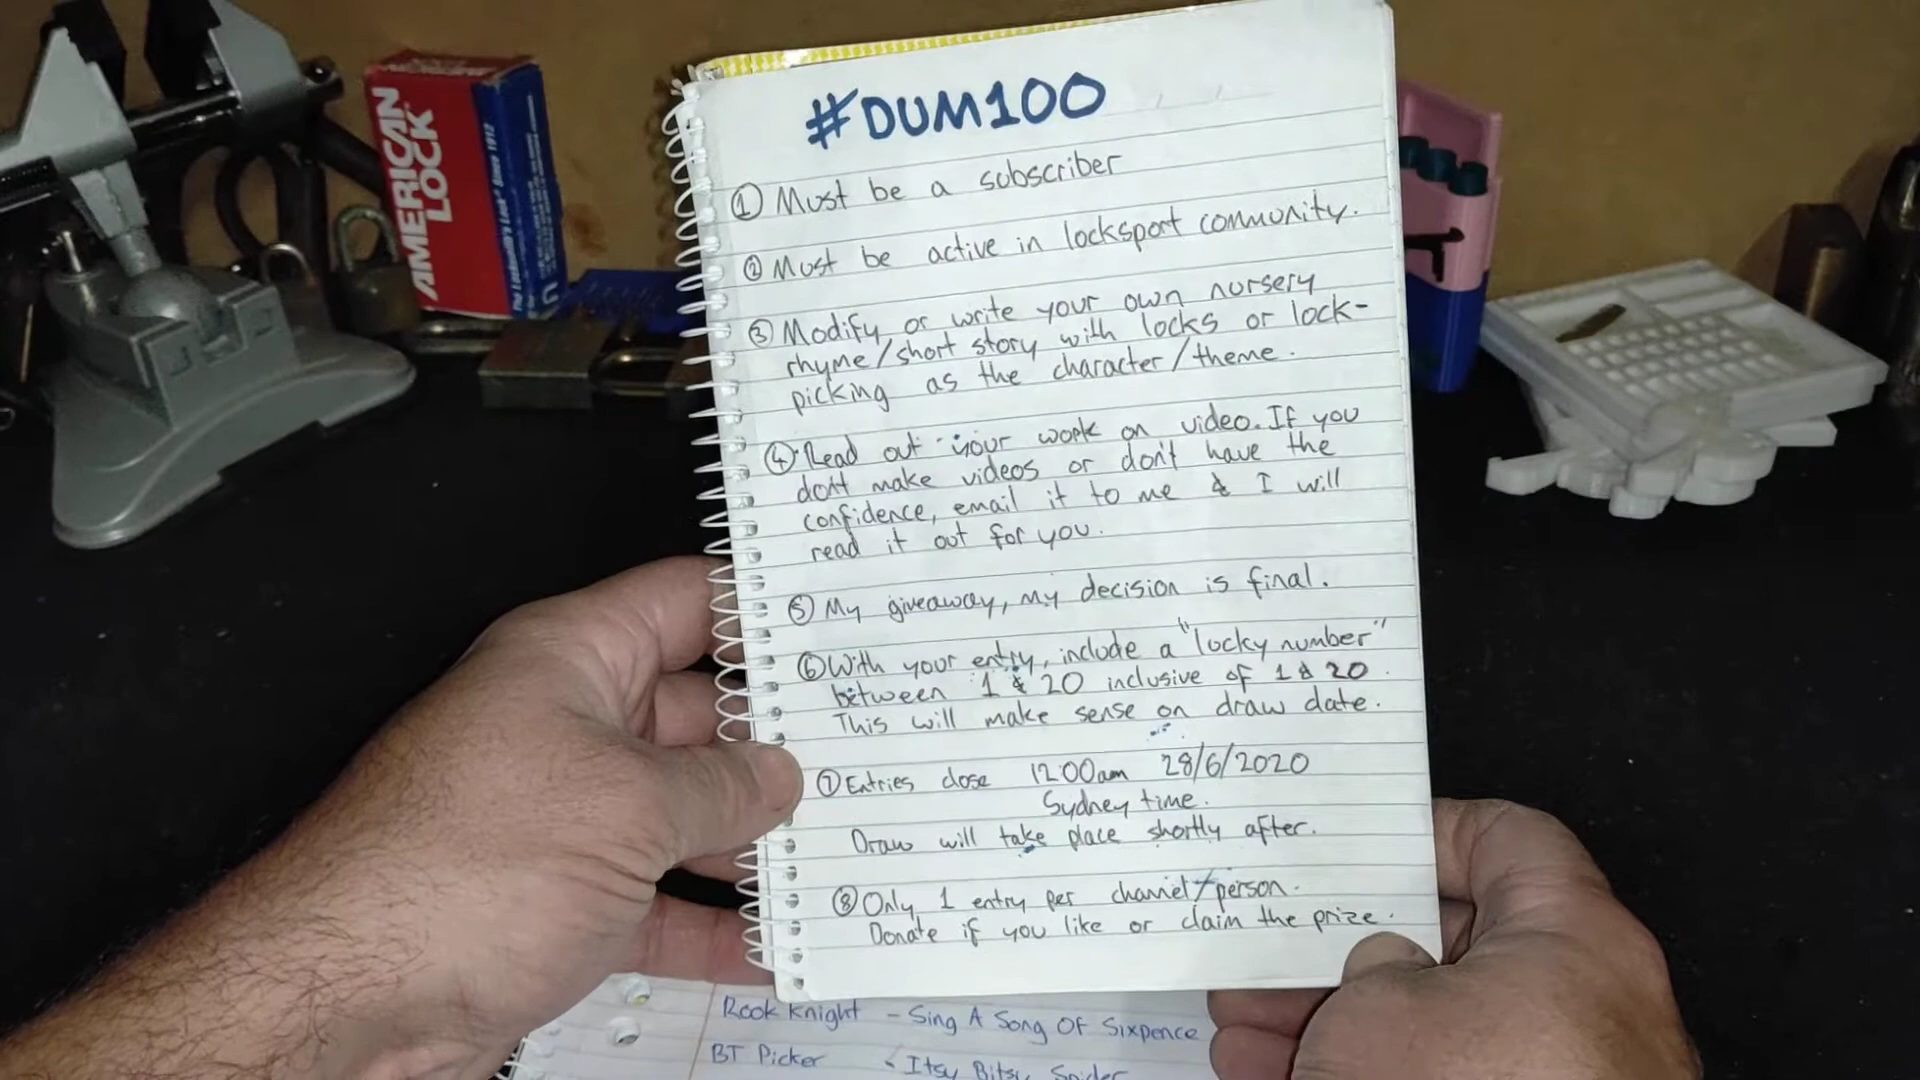 #DUM100
① Must be a subscriber
② Must be active in locksport community.
③ Modify or write your own nursery
rhyme/short story with locks or lock-
picking as the character/theme.
④ Read out your work on video. If you
don't make videos or don't have the
confidence, email it to me & I will
read it out for you.
⑤ My giveaway, my decision is final.
⑥ With your entry, include a "locky number"
between 1 & 20 inclusive of 1 & 20.
This will make sense on draw date.
⑦ Entries close 12:00am 28/6/2020
Sydney time.
Draw will take place shortly after.
⑧ Only 1 entry per channel/person.
Donate if you like or claim the prize.
Rook Knight - Sing A Song Of Sixpence
BT Picker - Itsy Bitsy Spider
AMERICAN
LOCK
Since 1912